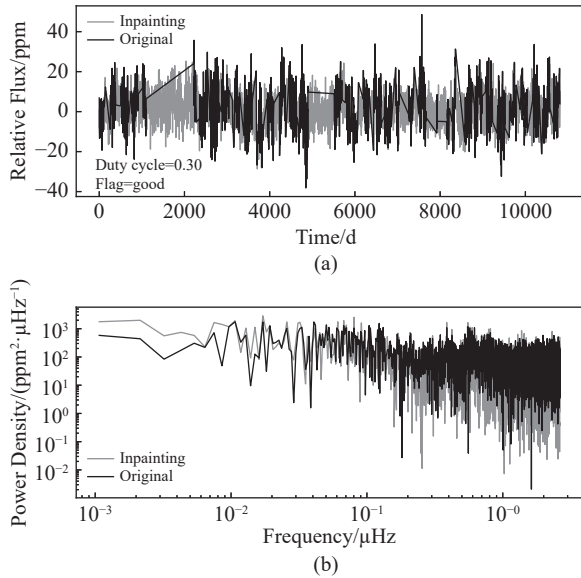 (a)
Inpainting
Original
40
20
0
−20
−40
Relative Flux/ppm
Duty cycle=0.30
Flag=good
0
2000
4000
6000
8000
10000
Time/d
(a)
Power Density/(ppm²·μHz⁻¹)
10³
10²
10¹
10⁰
10⁻¹
10⁻²
Inpainting
Original
10⁻³
10⁻²
10⁻¹
10⁻⁰
Frequency/μHz
(b)